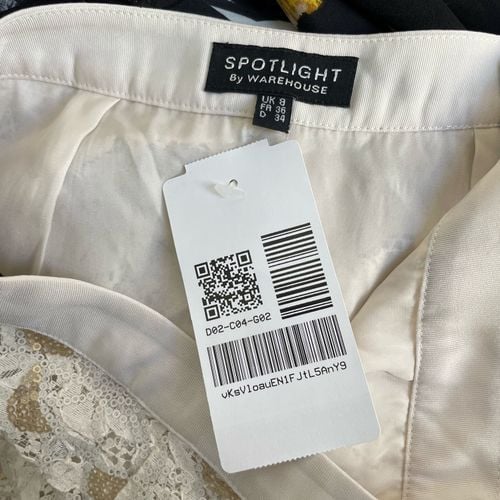 SPOTLIGHT
By WAREHOUSE
UK 8
FR 36
D 34
D02-C04-G02
vKsVloauEN1FJtL5AnY9